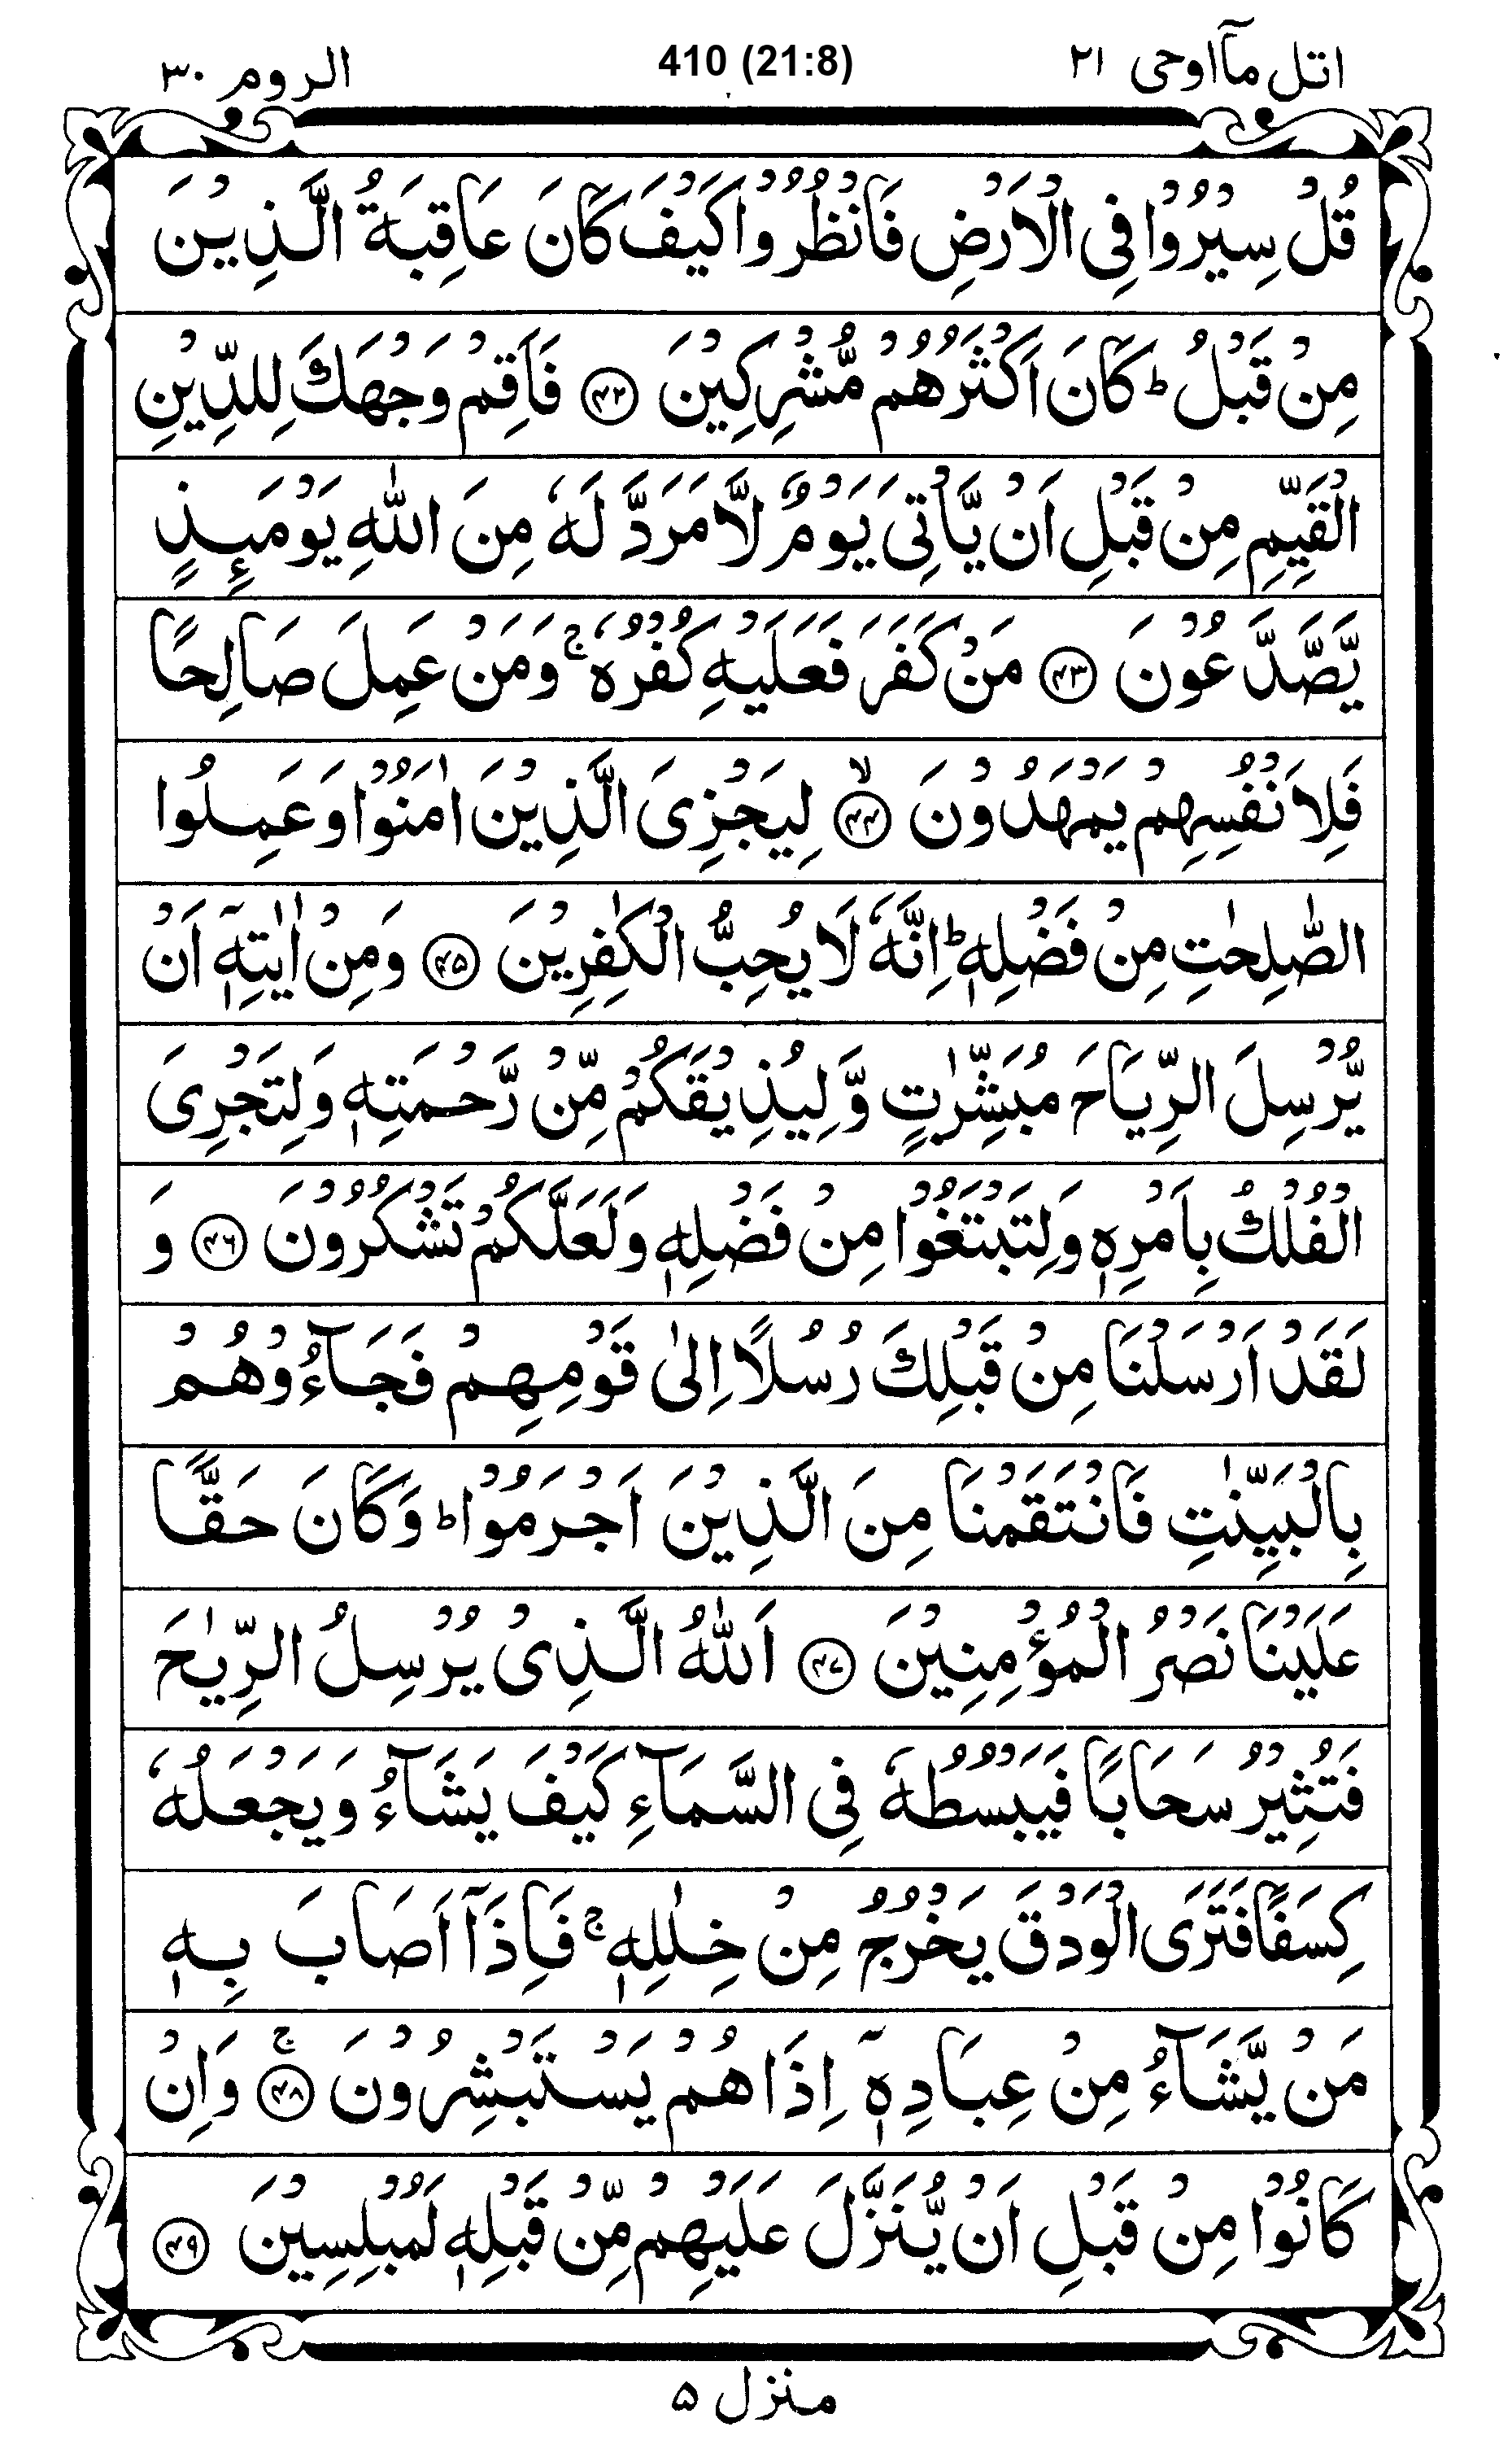 اتل مآاوحی ۲۱ 410 (21:8) الروم ۳۰
قُلْ سِیْرُوْا فِی الْاَرْضِ فَانْظُرُوْا كَیْفَ كَانَ عَاقِبَةُ الَّذِیْنَ
مِنْ قَبْلُ ؕ كَانَ اَكْثَرُهُمْ مُّشْرِكِیْنَ ﴿۴۲﴾ فَاَقِمْ وَجْهَكَ لِلدِّیْنِ
الْقَیِّمِ مِنْ قَبْلِ اَنْ یَّاْتِیَ یَوْمٌ لَّا مَرَدَّ لَهٗ مِنَ اللّٰهِ یَوْمَىِٕذٍ
یَّصَّدَّعُوْنَ ﴿۴۳﴾ مَنْ كَفَرَ فَعَلَیْهِ كُفْرُهٗ ۚ وَمَنْ عَمِلَ صَالِحًا
فَلِاَنْفُسِهِمْ یَمْهَدُوْنَ ﴿۴۴﴾ۙ لِیَجْزِیَ الَّذِیْنَ اٰمَنُوْا وَعَمِلُوا
الصّٰلِحٰتِ مِنْ فَضْلِهٖ ؕ اِنَّهٗ لَا یُحِبُّ الْكٰفِرِیْنَ ﴿۴۵﴾ وَمِنْ اٰیٰتِهٖۤ اَنْ
یُّرْسِلَ الرِّیَاحَ مُبَشِّرٰتٍ وَّلِیُذِیْقَكُمْ مِّنْ رَّحْمَتِهٖ وَلِتَجْرِیَ
الْفُلْكُ بِاَمْرِهٖ وَلِتَبْتَغُوْا مِنْ فَضْلِهٖ وَلَعَلَّكُمْ تَشْكُرُوْنَ ﴿۴۶﴾ وَ
لَقَدْ اَرْسَلْنَا مِنْ قَبْلِكَ رُسُلًا اِلٰی قَوْمِهِمْ فَجَآءُوْهُمْ
بِالْبَیِّنٰتِ فَانْتَقَمْنَا مِنَ الَّذِیْنَ اَجْرَمُوْا ؕ وَكَانَ حَقًّا
عَلَیْنَا نَصْرُ الْمُؤْمِنِیْنَ ﴿۴۷﴾ اَللّٰهُ الَّذِیْ یُرْسِلُ الرِّیٰحَ
فَتُثِیْرُ سَحَابًا فَیَبْسُطُهٗ فِی السَّمَآءِ كَیْفَ یَشَآءُ وَیَجْعَلُهٗ
كِسَفًا فَتَرَی الْوَدْقَ یَخْرُجُ مِنْ خِلٰلِهٖ ۚ فَاِذَاۤ اَصَابَ بِهٖ
مَنْ یَّشَآءُ مِنْ عِبَادِهٖۤ اِذَا هُمْ یَسْتَبْشِرُوْنَ ﴿۴۸﴾ۚ وَاِنْ
كَانُوْا مِنْ قَبْلِ اَنْ یُّنَزَّلَ عَلَیْهِمْ مِّنْ قَبْلِهٖ لَمُبْلِسِیْنَ ﴿۴۹﴾
منزل ۵